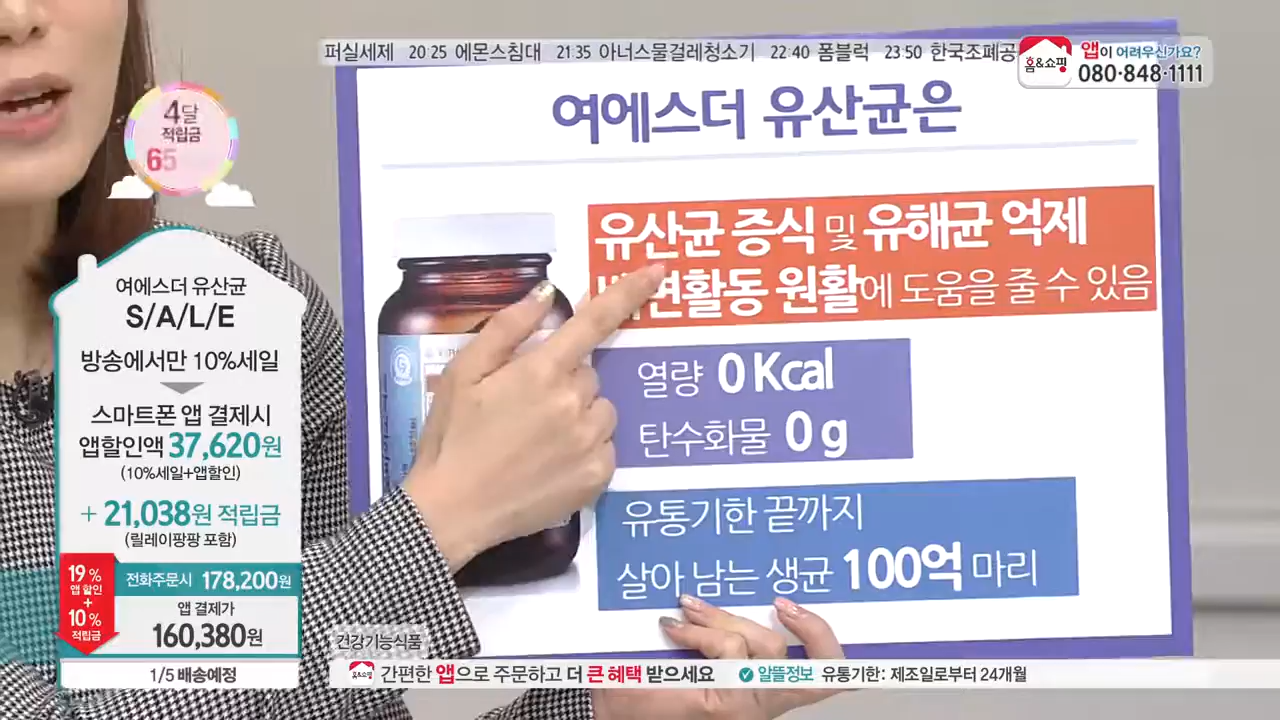 퍼실세제 20:25 에몬스침대 21:35 아너스물걸레청소기 22:40 폼블럭 23:50 한국조폐공
홈&쇼핑
앱이 어려우신가요?
080·848·1111
4달
적립금
65
여에스더 유산균은
유산균 증식 및 유해균 억제
배변활동 원활에 도움을 줄 수 있음
열량 0 Kcal
탄수화물 0 g
유통기한 끝까지
살아 남는 생균 100억 마리
여에스더 유산균
S/A/L/E
방송에서만 10%세일
스마트폰 앱 결제시
앱할인액 37,620원
(10%세일+앱할인)
+ 21,038원 적립금
(릴레이팡팡 포함)
19%
앱 할인
+
10%
적립금
전화주문시 178,200원
앱 결제가
160,380원
1/5 배송예정
건강기능식품
홈&쇼핑 간편한 앱으로 주문하고 더 큰 혜택 받으세요
알뜰정보 유통기한: 제조일로부터 24개월